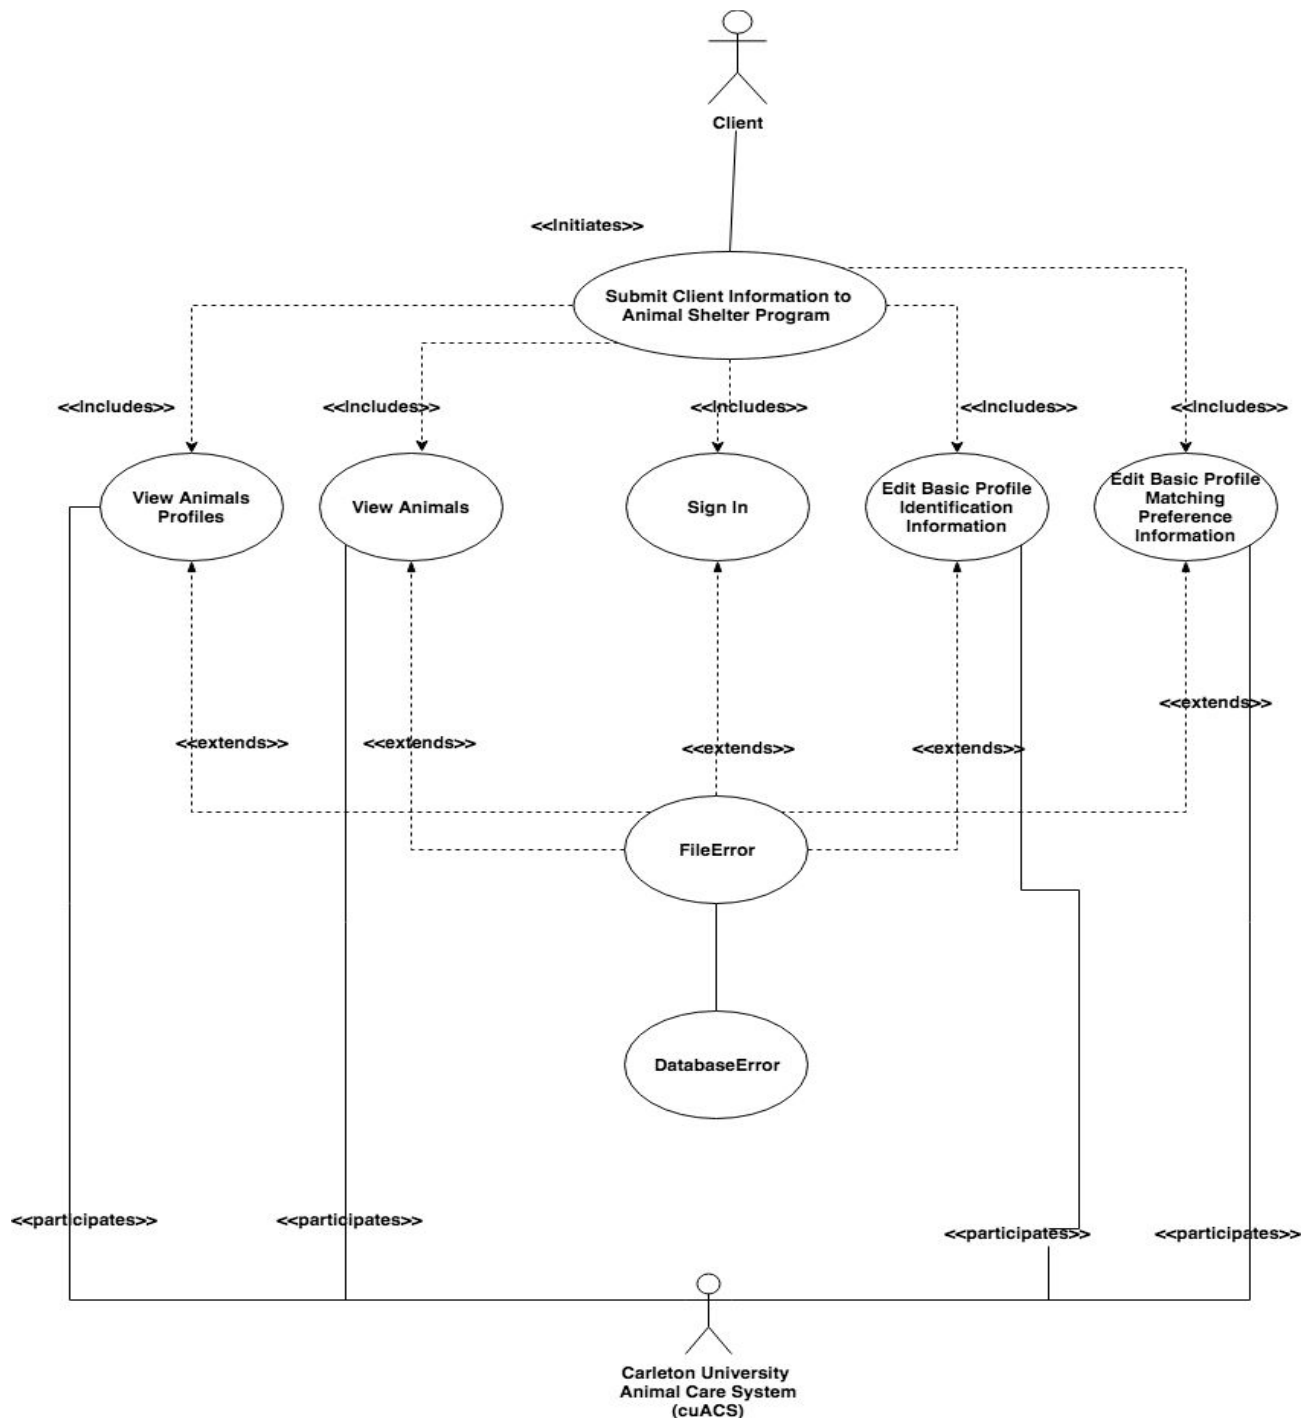 Client
<<Initiates>>
Submit Client Information to
Animal Shelter Program
<<Includes>>
<<Includes>>
<<Includes>>
<<Includes>>
<<Includes>>
View Animals
Profiles
View Animals
Sign In
Edit Basic Profile
Identification
Information
Edit Basic Profile
Matching
Preference
Information
<<extends>>
<<extends>>
<<extends>>
<<extends>>
<<extends>>
FileError
DatabaseError
<<participates>>
<<participates>>
<<participates>>
<<participates>>
Carleton University
Animal Care System
(cuACS)